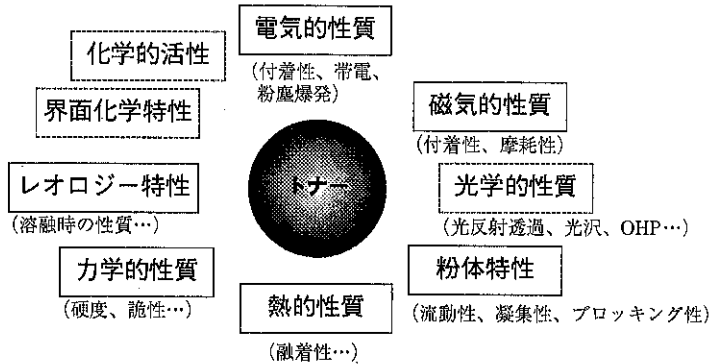 電気的性質
(付着性、帯電、
粉塵爆発)
化学的活性
界面化学特性
磁気的性質
(付着性、摩耗性)
トナー
レオロジー特性
(溶融時の性質…)
光学的性質
(光反射透過、光沢、OHP…)
力学的性質
(硬度、詭性…)
粉体特性
(流動性、凝集性、ブロッキング性)
熱的性質
(融着性…)